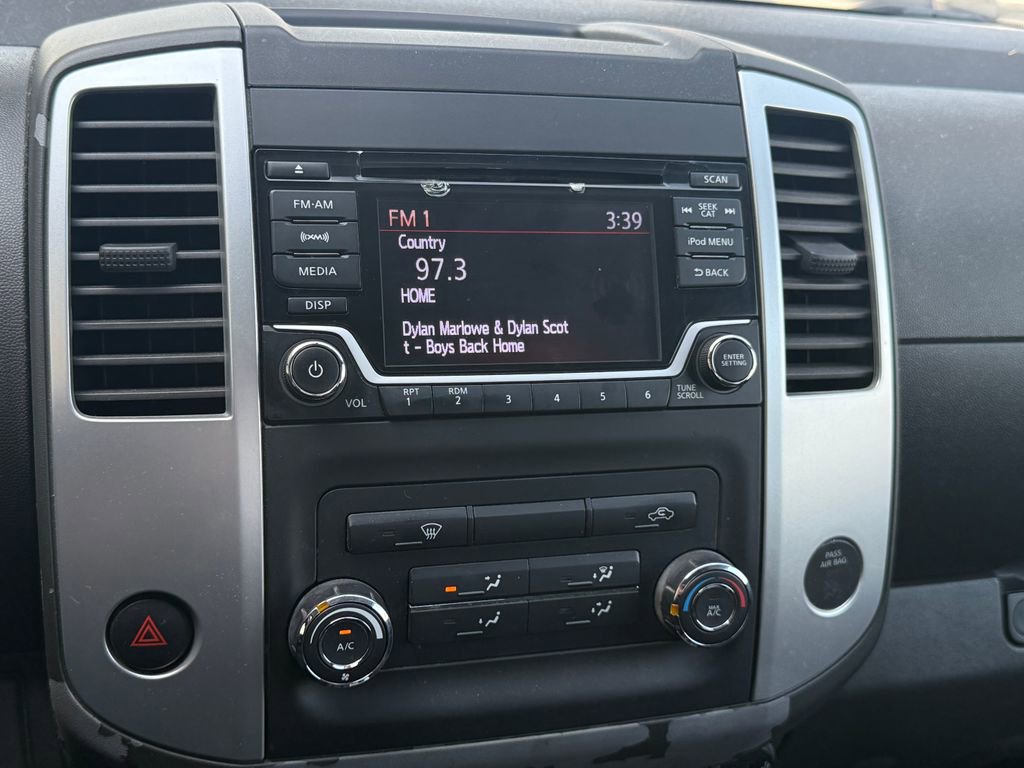 SCAN
FM·AM
SEEK
CAT
((XM))
iPod MENU
MEDIA
BACK
DISP
FM 1 3:39
Country
97.3
HOME
Dylan Marlowe & Dylan Scot
t - Boys Back Home
VOL
RPT
1
RDM
2
3
4
5
6
TUNE
SCROLL
ENTER
SETTING
PASS
AIR BAG
A/C
MAX
A/C